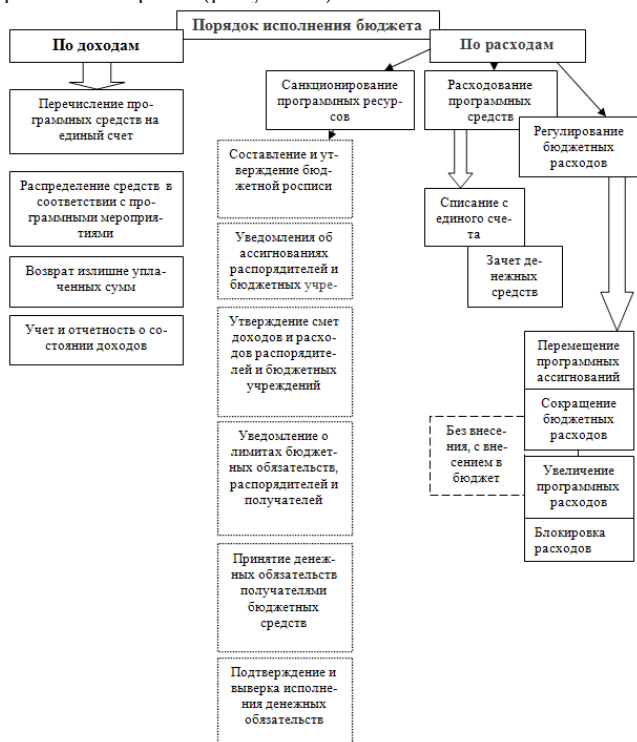 Порядок исполнения бюджета
По доходам
Перечисление про-
граммных средств на
единый счет
Распределение средств в
соответствии с про-
граммными мероприя-
тиями
Возврат излишне упла-
ченных сумм
Учет и отчетность о со-
стоянии доходов
По расходам
Санкционирование
программных ресур-
сов
Составление и ут-
верждение бюд-
жетной росписи
Уведомления об
ассигнованиях
распорядителей и
бюджетных учре-
Утверждение смет
доходов и расхо-
дов распорядите-
лей и бюджетных
учреждений
Уведомление о
лимитах бюджет-
ных обязательств,
распорядителей и
получателей
Принятие денеж-
ных обязательств
получателями
бюджетных
средств
Подтверждение и
выверка исполне-
ния денежных
обязательств
Расходование
программных
средств
Списание с
единого сче-
та
Зачет де-
нежных
средств
Регулирование
бюджетных
расходов
Перемещение
программных
ассигнований
Сокращение
бюджетных
расходов
Без внесе-
ния, с вне-
сением в
бюджет
Увеличение
программных
расходов
Блокировка
расходов